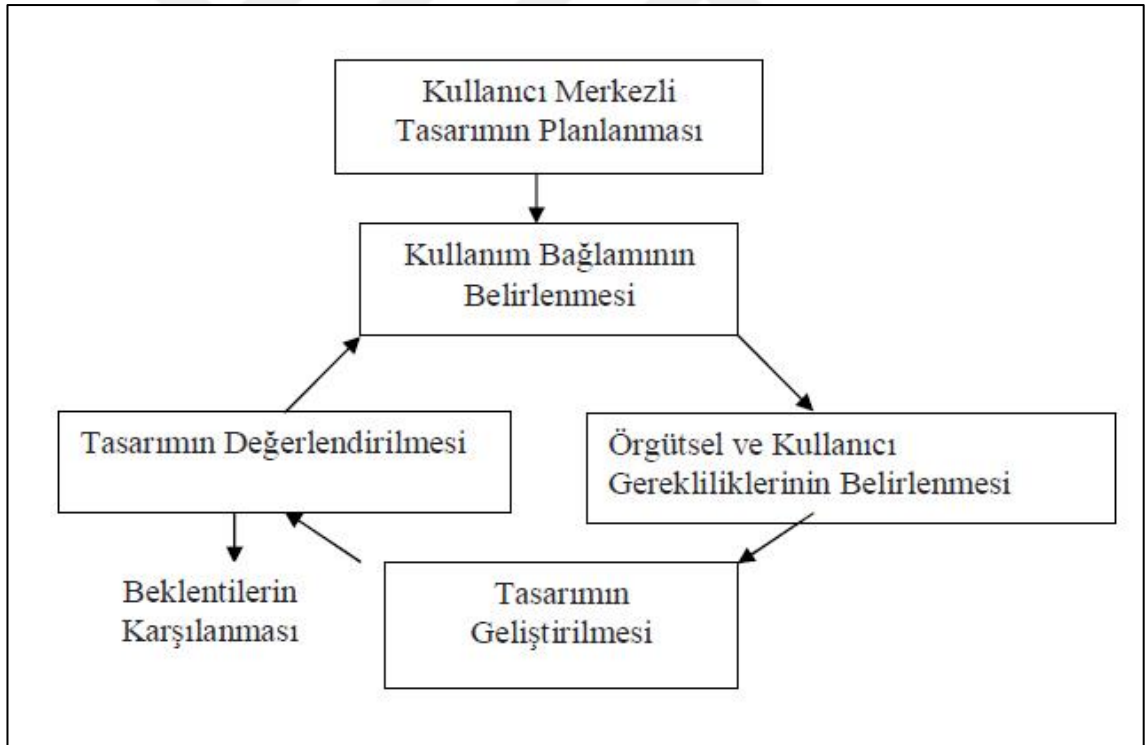 Kullanıcı Merkezli
Tasarımın Planlanması
Kullanım Bağlamının
Belirlenmesi
Tasarımın Değerlendirilmesi
Örgütsel ve Kullanıcı
Gerekliliklerinin Belirlenmesi
Beklentilerin
Karşılanması
Tasarımın
Geliştirilmesi